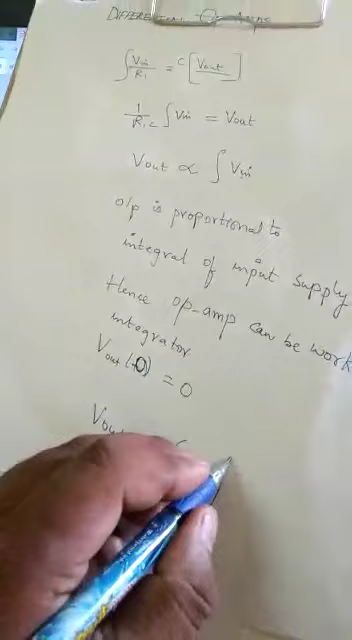 ∫ Vin/R1 = C [Vout]
1/R1C ∫ Vin = Vout
Vout ∝ ∫ Vin
o/p is proportional to
integral of input supply
Hence op-amp can be work
integrator
Vout(-0) = 0
Vout